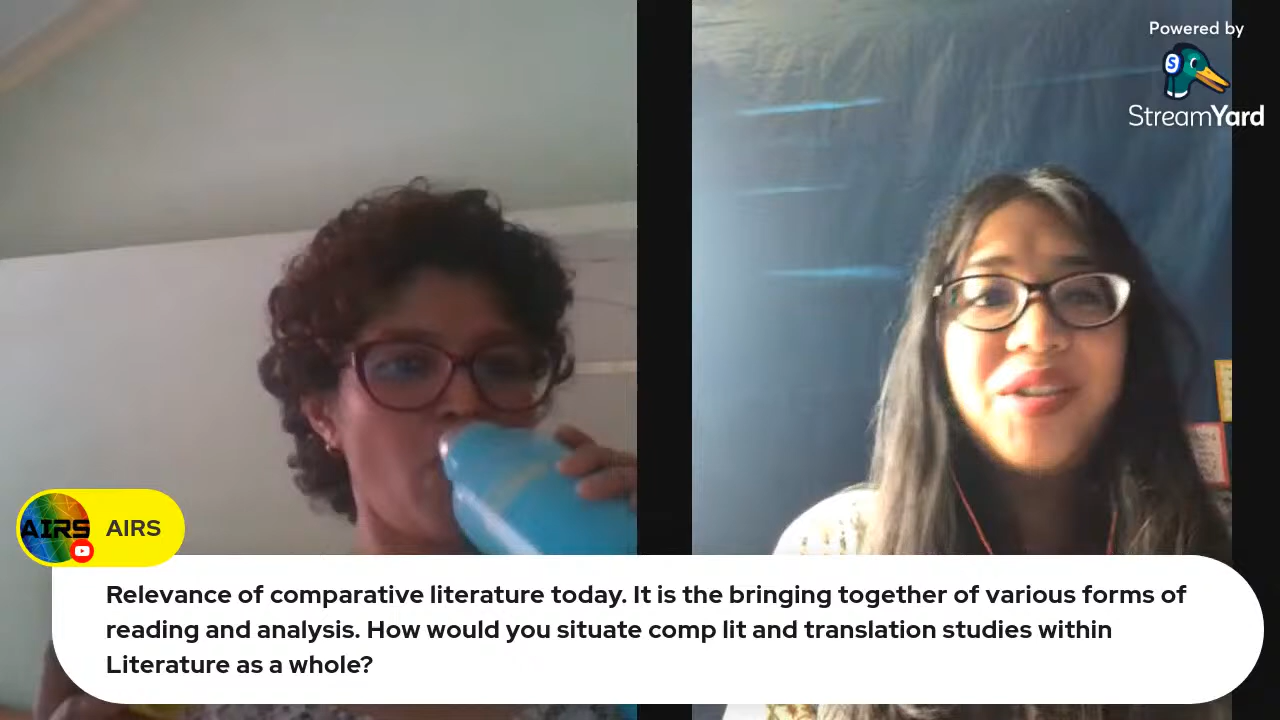 Powered by
S
StreamYard
AIRS
AIRS
Relevance of comparative literature today. It is the bringing together of various forms of
reading and analysis. How would you situate comp lit and translation studies within
Literature as a whole?